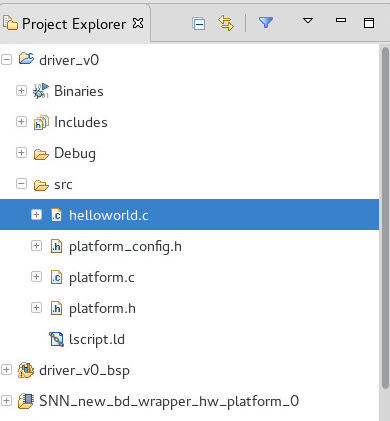 Project Explorer
driver_v0
Binaries
Includes
Debug
src
helloworld.c
platform_config.h
platform.c
platform.h
lscript.ld
driver_v0_bsp
SNN_new_bd_wrapper_hw_platform_0